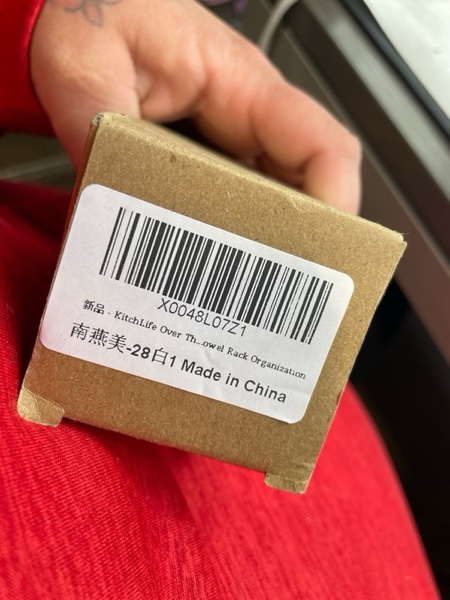 X0048L07Z1
新品 - KitchLife Over Th...owel Rack Organization
南燕美-28白1 Made in China